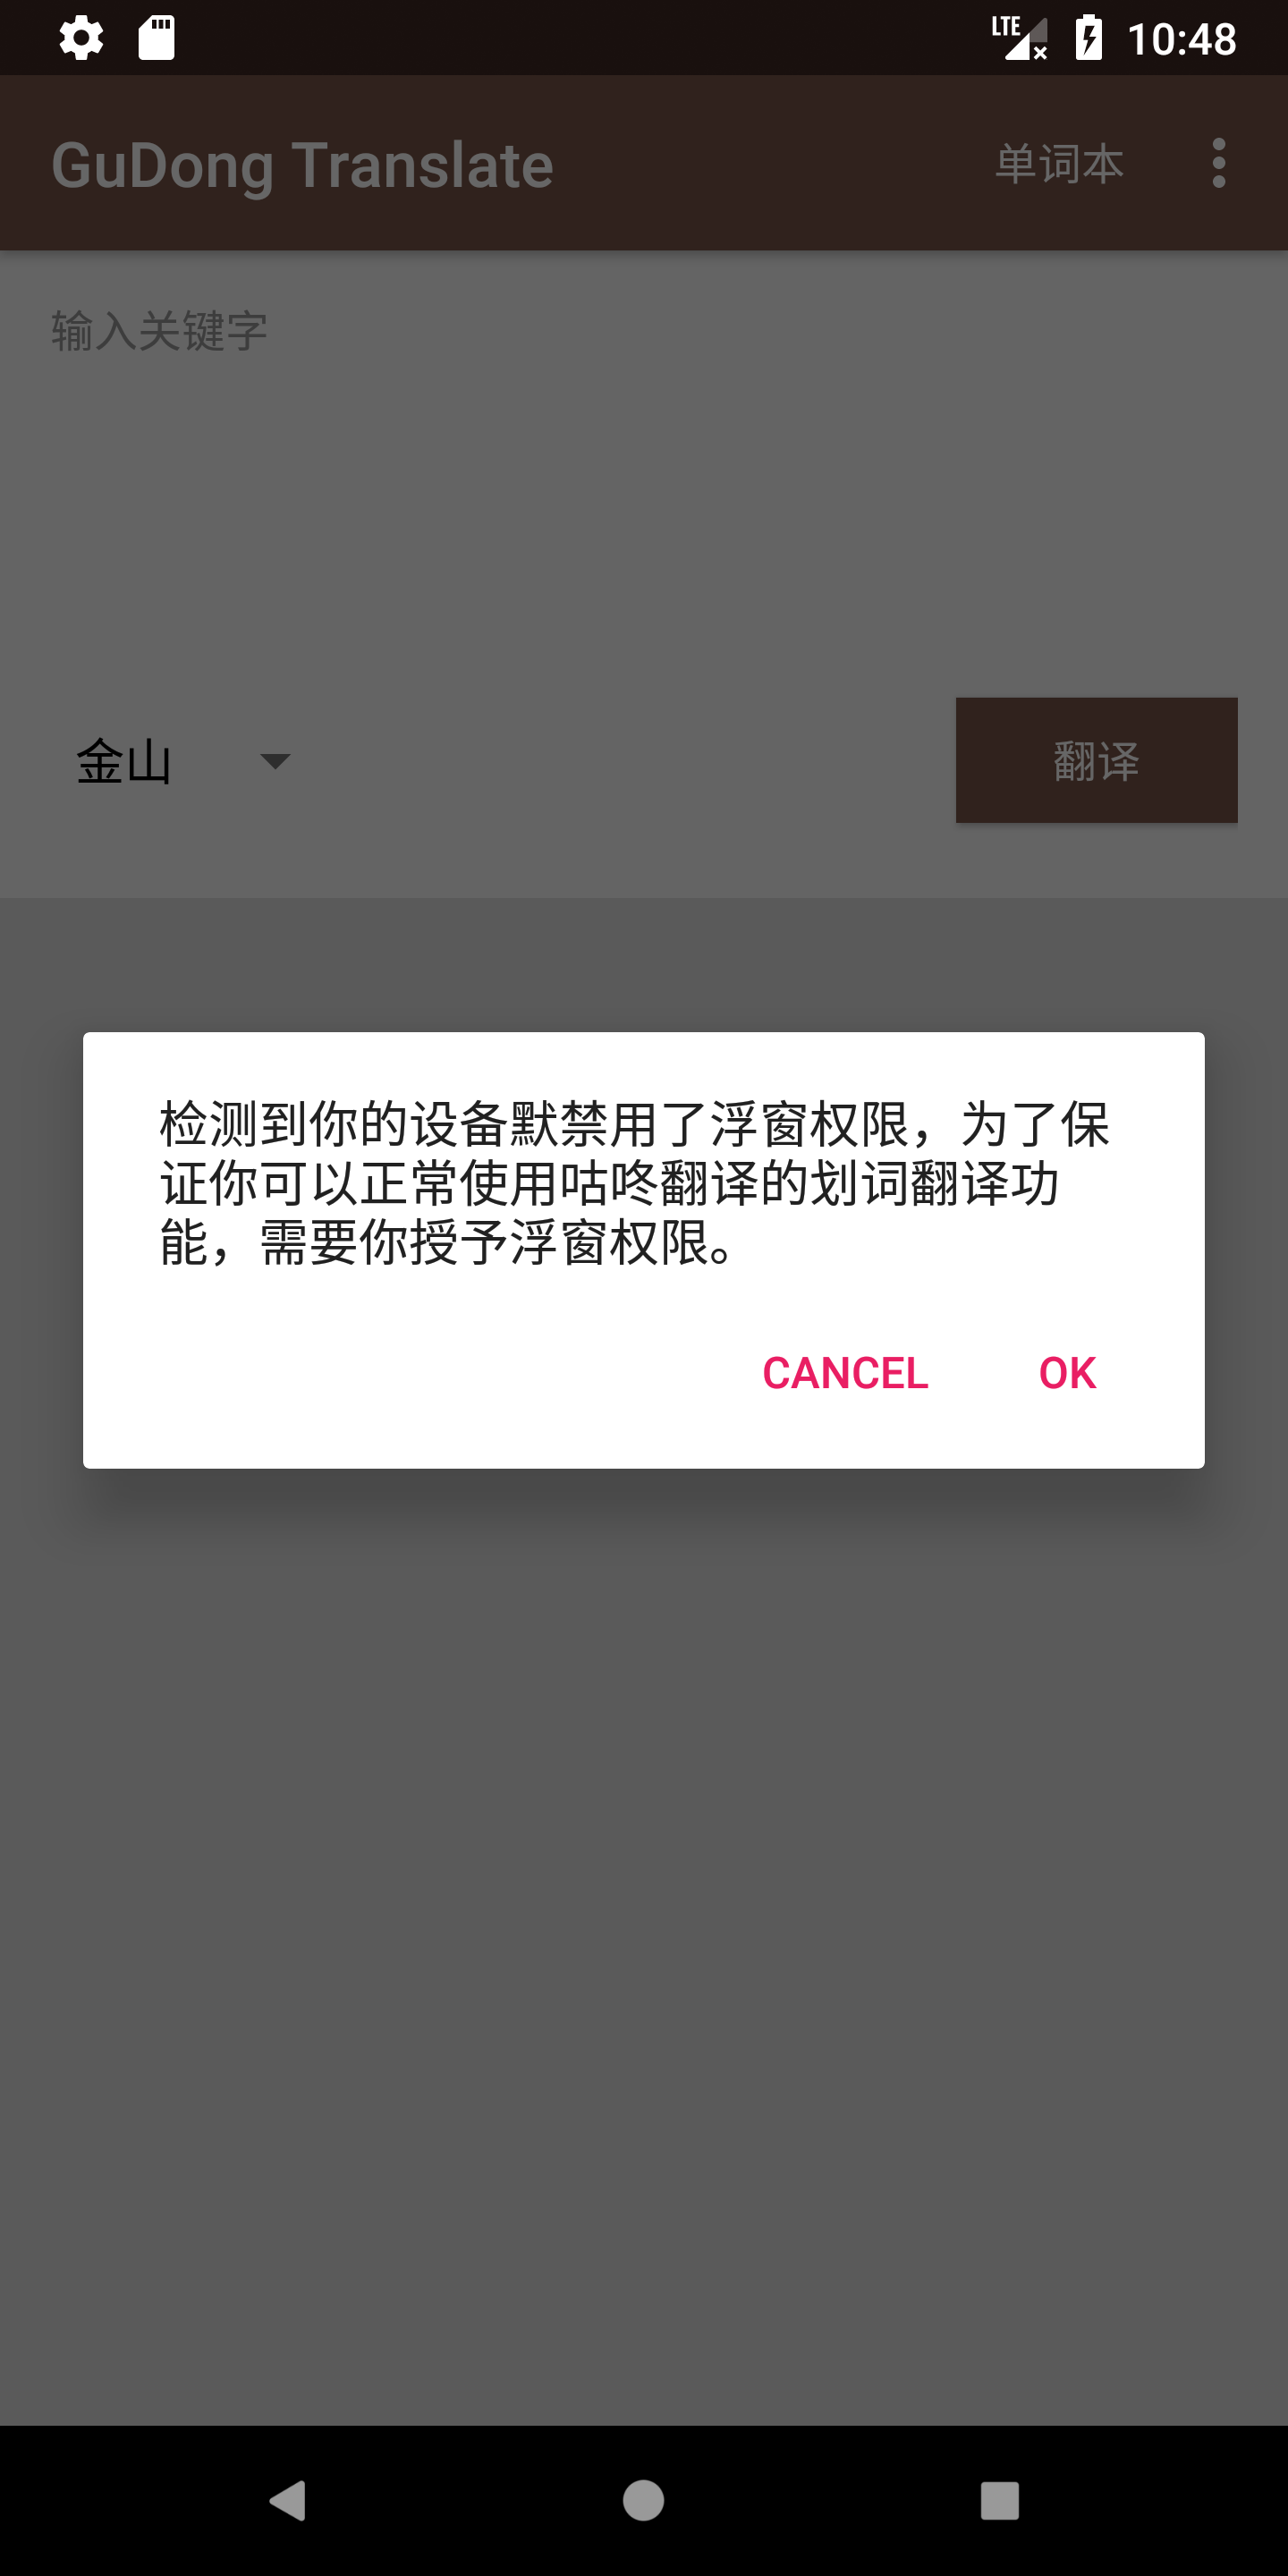 LTE 10:48
GuDong Translate 单词本
输入关键字
金山 翻译
检测到你的设备默禁用了浮窗权限，为了保
证你可以正常使用咕咚翻译的划词翻译功
能，需要你授予浮窗权限。
CANCEL OK